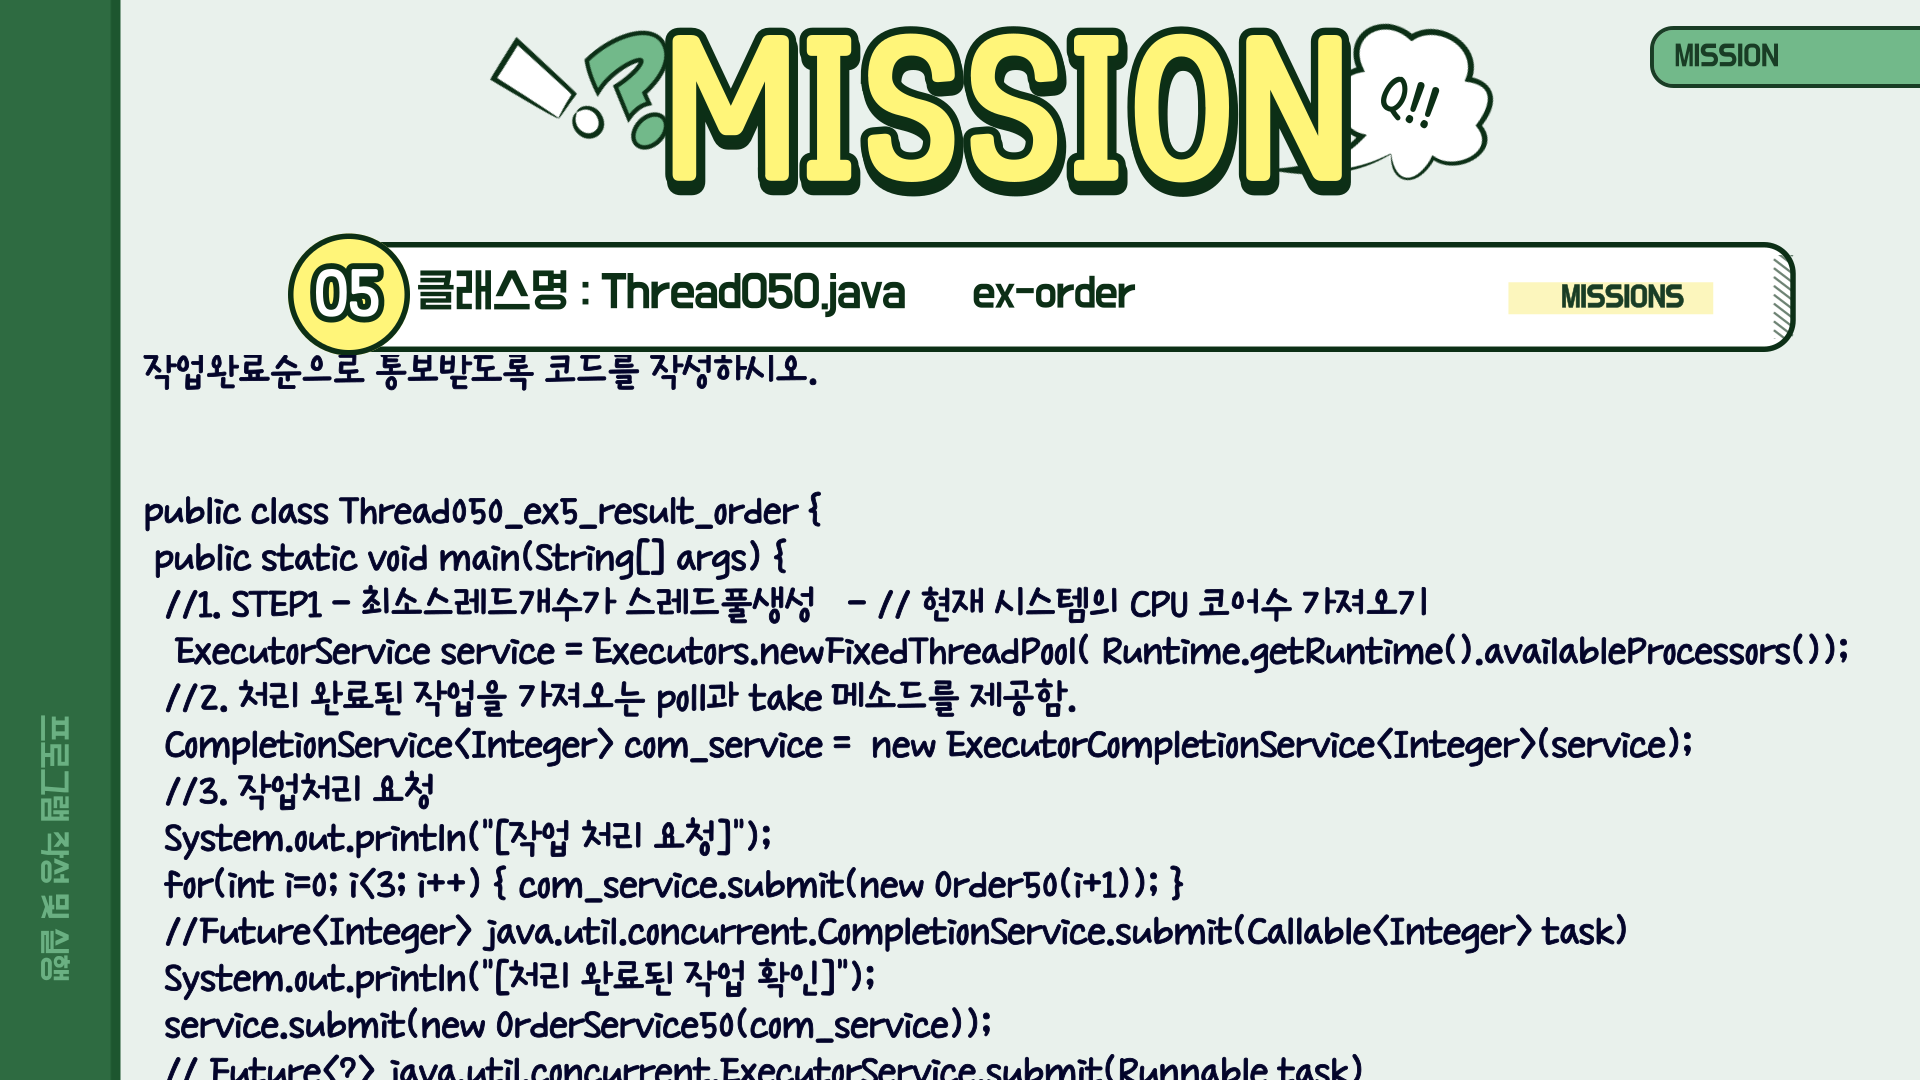 !?MISSION
Q!!
MISSION
05 클래스명 : Thread050.java ex-order
MISSIONS
작업완료순으로 통보받도록 코드를 작성하시오.
public class Thread050_ex5_result_order {
public static void main(String[] args) {
//1. STEP1 - 최소스레드개수가 스레드풀생성 - // 현재 시스템의 CPU 코어수 가져오기
ExecutorService service = Executors.newFixedThreadPool( Runtime.getRuntime().availableProcessors());
//2. 처리 완료된 작업을 가져오는 poll과 take 메소드를 제공함.
CompletionService<Integer> com_service = new ExecutorCompletionService<Integer>(service);
//3. 작업처리 요청
System.out.println("[작업 처리 요청]");
for(int i=0; i<3; i++) { com_service.submit(new Order50(i+1)); }
//Future<Integer> java.util.concurrent.CompletionService.submit(Callable<Integer> task)
System.out.println("[처리 완료된 작업 확인]");
service.submit(new OrderService50(com_service));
// Future<?> java.util.concurrent.ExecutorService.submit(Runnable task)
프로그램 작성 및 실행